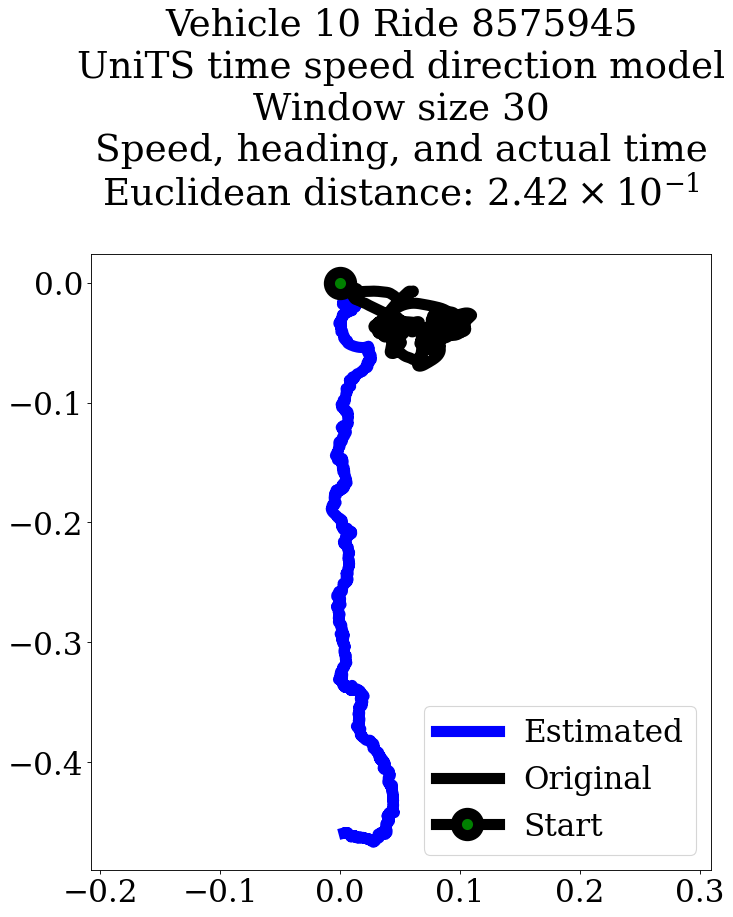 Vehicle 10 Ride 8575945
UniTS time speed direction model
Window size 30
Speed, heading, and actual time
Euclidean distance: 2.42 × 10⁻¹
0.0
−0.1
−0.2
−0.3
−0.4
Estimated
Original
Start
−0.2 −0.1 0.0 0.1 0.2 0.3